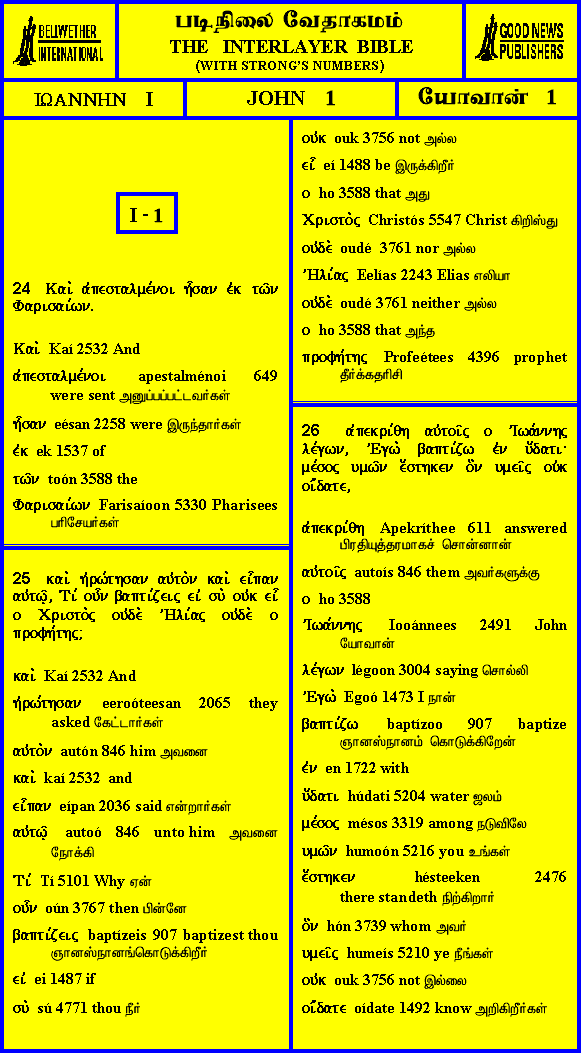 BELLWETHER
INTERNATIONAL
படிநிலை வேதாகமம்
THE INTERLAYER BIBLE
(WITH STRONG'S NUMBERS)
GOOD NEWS
PUBLISHERS
ΙΩΑΝΝΗΝ I
JOHN 1
யோவான் 1
I - 1
24 Καὶ ἀπεσταλμένοι ἦσαν ἐκ τῶν
Φαρισαίων.
Καὶ Kaí 2532 And
ἀπεσταλμένοι apestalménoi 649
were sent அனுப்பப்பட்டவர்கள்
ἦσαν eésan 2258 were இருந்தார்கள்
ἐκ ek 1537 of
τῶν toón 3588 the
Φαρισαίων Farisaíoon 5330 Pharisees
பரிசேயர்கள்
25 καὶ ἠρώτησαν αὐτὸν καὶ εἶπαν
αὐτῷ, Τί οὖν βαπτίζεις εἰ σὺ οὐκ εἶ
ο Χριστὸς οὐδὲ Ἠλίας οὐδὲ ο
προφήτης;
καὶ Kaí 2532 And
ἠρώτησαν eeroóteesan 2065 they
asked கேட்டார்கள்
αὐτὸν autón 846 him அவனை
καὶ kaí 2532 and
εἶπαν eípan 2036 said என்றார்கள்
αὐτῷ autoó 846 unto him அவனை
நோக்கி
Τί Tí 5101 Why ஏன்
οὖν oún 3767 then பின்னே
βαπτίζεις baptízeis 907 baptizest thou
ஞானஸ்நானங்கொடுக்கிறீர்
εἰ ei 1487 if
σὺ sú 4771 thou நீர்
οὐκ ouk 3756 not அல்ல
εἶ eí 1488 be இருக்கிறீர்
ο ho 3588 that அது
Χριστὸς Christós 5547 Christ கிறிஸ்து
οὐδὲ oudé 3761 nor அல்ல
Ἠλίας Eelías 2243 Elias எலியா
οὐδὲ oudé 3761 neither அல்ல
ο ho 3588 that அந்த
προφήτης Profeétees 4396 prophet
தீர்க்கதரிசி
26 ἀπεκρίθη αὐτοῖς ο Ἰωάννης
λέγων, Ἐγὼ βαπτίζω ἐν ὕδατι·
μέσος υμῶν ἕστηκεν ὃν υμεῖς οὐκ
οἴδατε,
ἀπεκρίθη Apekríthee 611 answered
பிரதியுத்தரமாகச் சொன்னான்
αὐτοῖς autoís 846 them அவர்களுக்கு
ο ho 3588
Ἰωάννης Iooánnees 2491 John
யோவான்
λέγων légoon 3004 saying சொல்லி
Ἐγὼ Egoó 1473 I நான்
βαπτίζω baptízoo 907 baptize
ஞானஸ்நானம் கொடுக்கிறேன்
ἐν en 1722 with
ὕδατι húdati 5204 water ஜலம்
μέσος mésos 3319 among நடுவிலே
υμῶν humoón 5216 you உங்கள்
ἕστηκεν hésteeken 2476
there standeth நிற்கிறார்
ὃν hón 3739 whom அவர்
υμεῖς humeís 5210 ye நீங்கள்
οὐκ ouk 3756 not இல்லை
οἴδατε oídate 1492 know அறிகிறீர்கள்